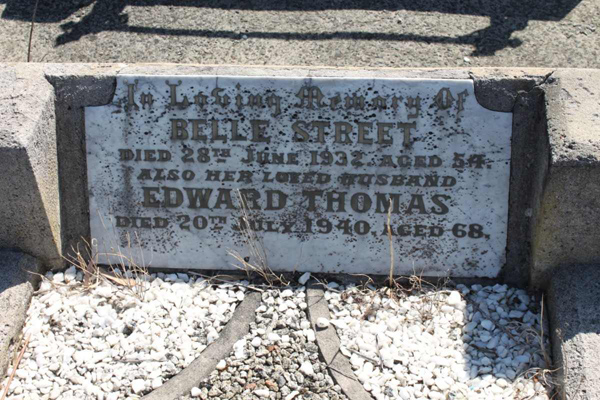 In Loving Memory Of
BELLE STREET
DIED 28TH JUNE 1932, AGED 54.
ALSO HER LOVED HUSBAND
EDWARD THOMAS
DIED 20TH JULY 1940, AGED 68.